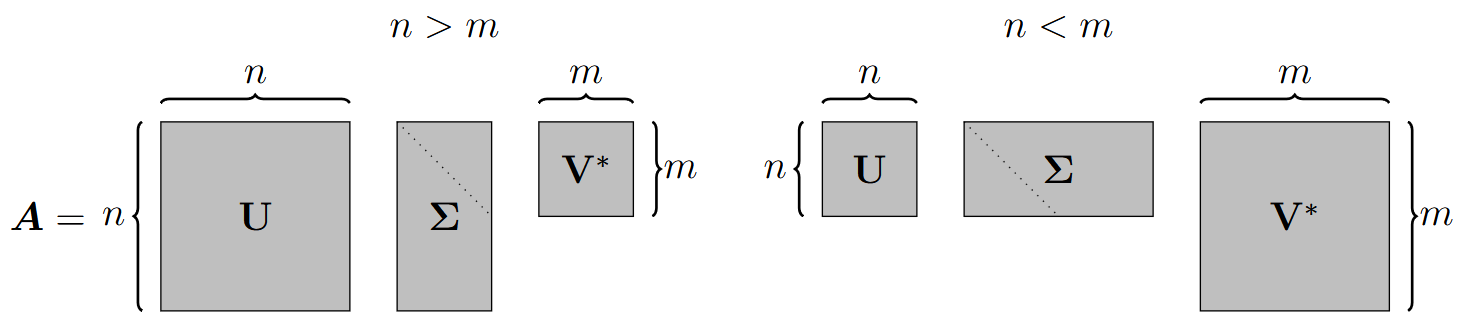 n > m n < m
n m n m
A = n U Σ V* m n U Σ V* m